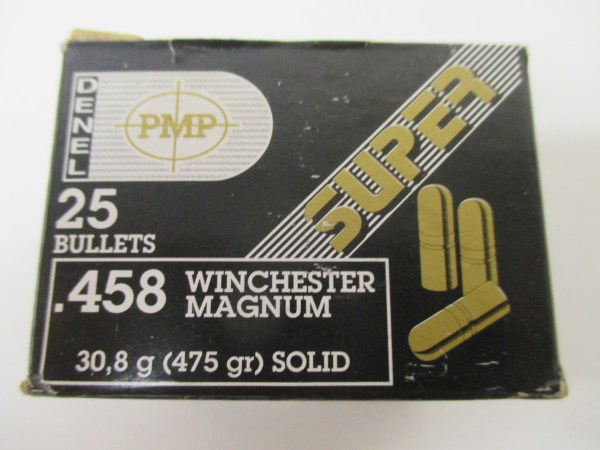 DENEL
PMP
SUPER
25
BULLETS
.458 WINCHESTER
MAGNUM
30,8 g (475 gr) SOLID